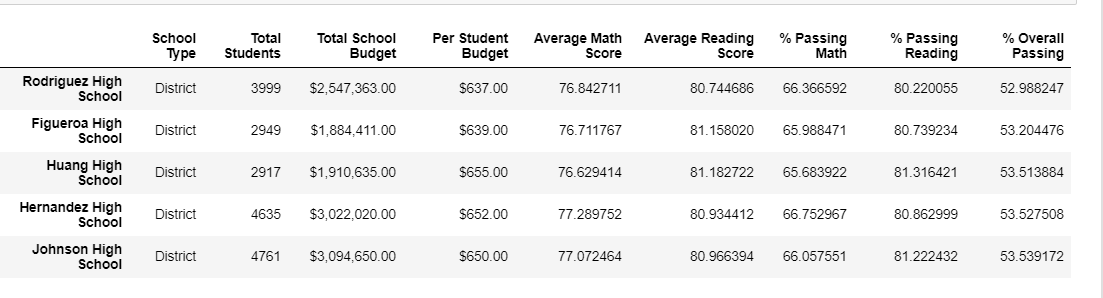 School Type Total Students Total School Budget Per Student Budget Average Math Score Average Reading Score % Passing Math % Passing Reading % Overall Passing
Rodriguez High School District 3999 $2,547,363.00 $637.00 76.842711 80.744686 66.366592 80.220055 52.988247
Figueroa High School District 2949 $1,884,411.00 $639.00 76.711767 81.158020 65.988471 80.739234 53.204476
Huang High School District 2917 $1,910,635.00 $655.00 76.629414 81.182722 65.683922 81.316421 53.513884
Hernandez High School District 4635 $3,022,020.00 $652.00 77.289752 80.934412 66.752967 80.862999 53.527508
Johnson High School District 4761 $3,094,650.00 $650.00 77.072464 80.966394 66.057551 81.222432 53.539172